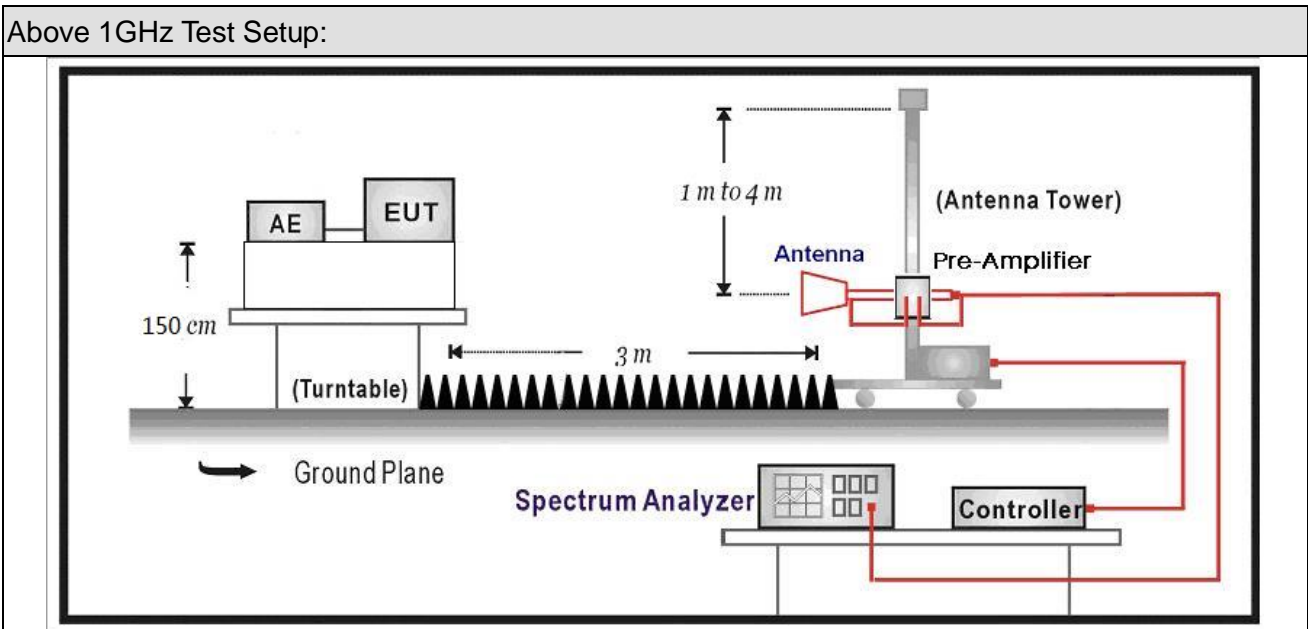 Above 1GHz Test Setup:
1 m to 4 m
(Antenna Tower)
AE
EUT
Antenna
Pre-Amplifier
150 cm
3 m
(Turntable)
Ground Plane
Spectrum Analyzer
Controller